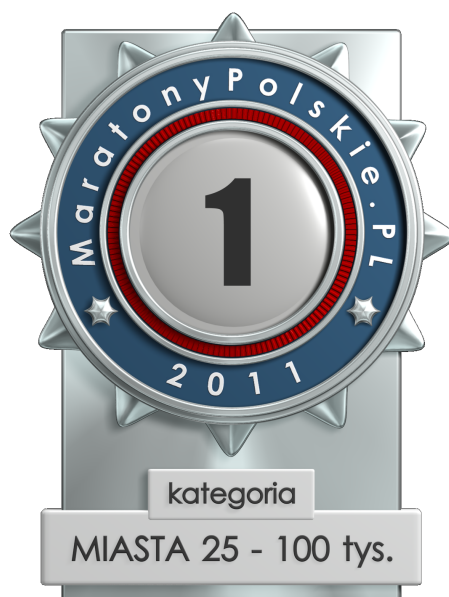 MaratonyPolskie.PL
1
2011
kategoria
MIASTA 25 - 100 tys.